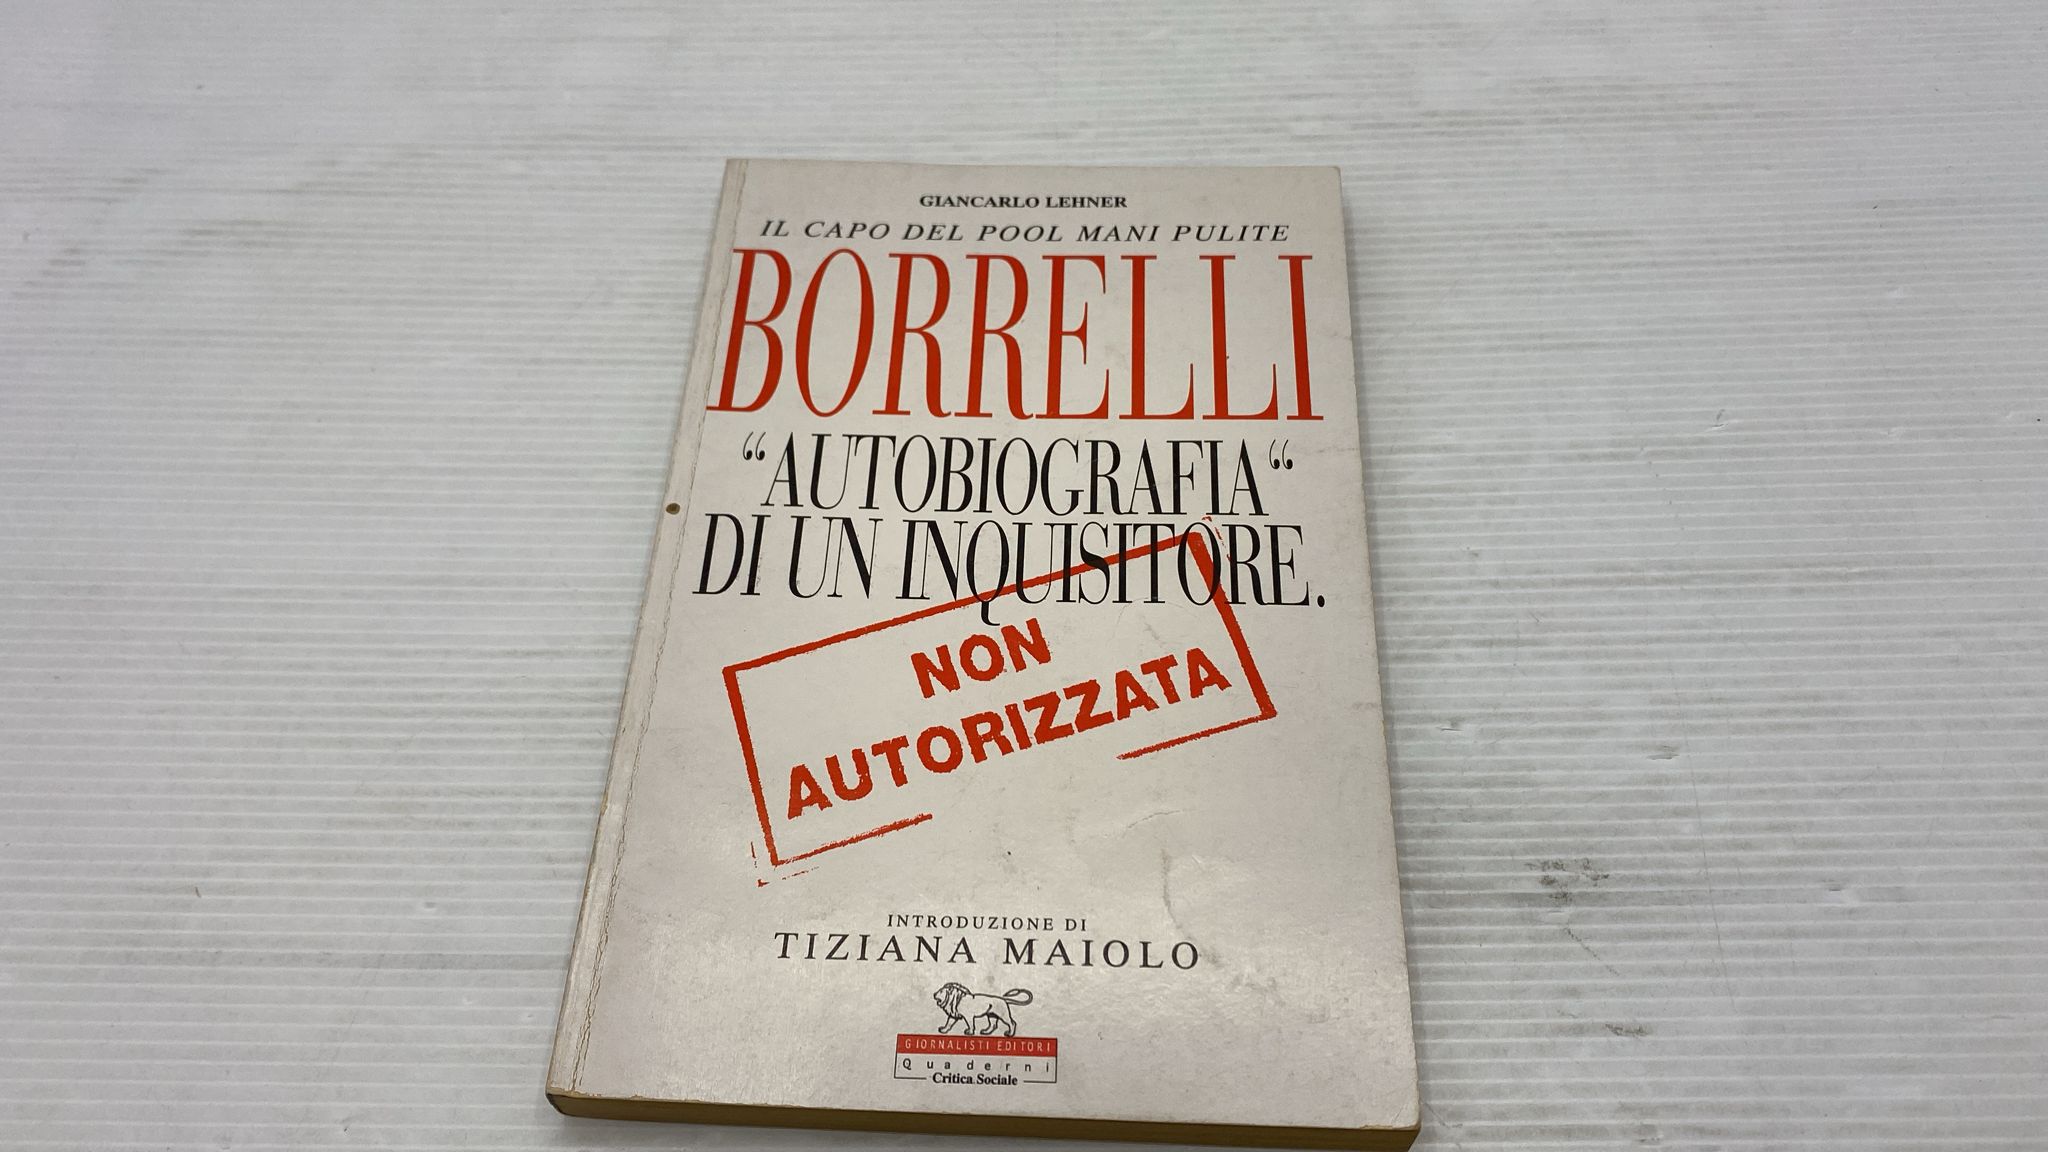 GIANCARLO LEHNER
IL CAPO DEL POOL MANI PULITE
BORRELLI
“AUTOBIOGRAFIA“
DI UN INQUISITORE.
NON
AUTORIZZATA
INTRODUZIONE DI
TIZIANA MAIOLO
GIORNALISTI EDITORI
Quaderni
Critica Sociale